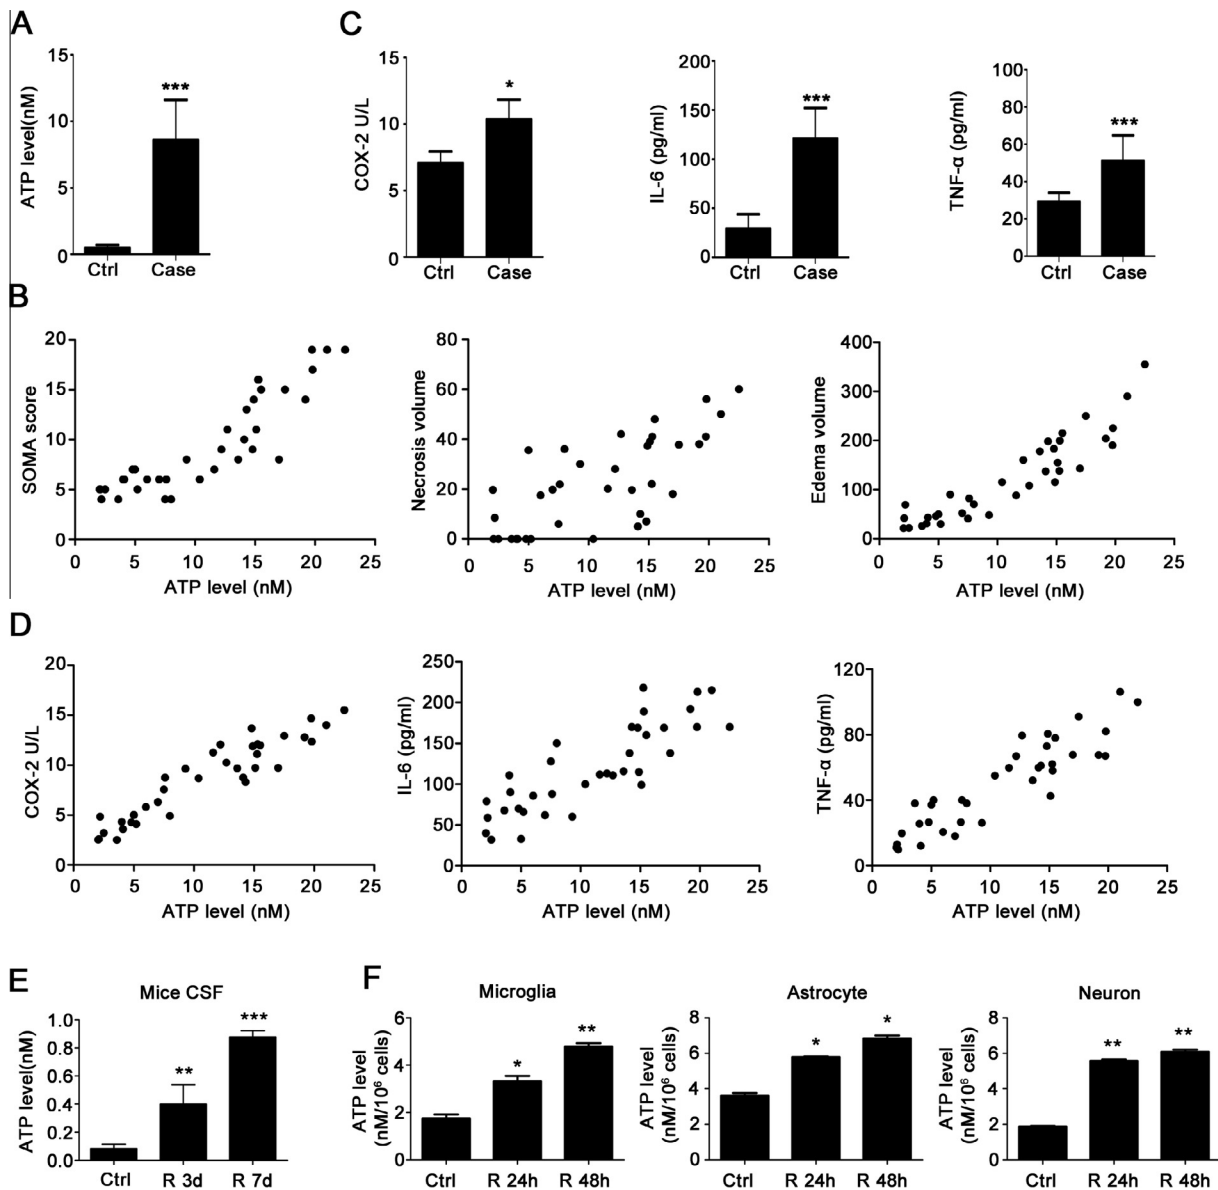 A
ATP level(nM)
15
10
5
0
***
Ctrl
Case
C
COX-2 U/L
15
10
5
0
*
Ctrl
Case
IL-6 (pg/ml)
200
150
100
50
0
***
Ctrl
Case
TNF-α (pg/ml)
100
80
60
40
20
0
***
Ctrl
Case
B
SOMA score
20
15
10
5
0
0 5 10 15 20 25
ATP level (nM)
Necrosis volume
80
60
40
20
0
0 5 10 15 20 25
ATP level (nM)
Edema volume
400
300
200
100
0
0 5 10 15 20 25
ATP level (nM)
D
COX-2 U/L
20
15
10
5
0
0 5 10 15 20 25
ATP level (nM)
IL-6 (pg/ml)
250
200
150
100
50
0
0 5 10 15 20 25
ATP level (nM)
TNF-α (pg/ml)
120
80
40
0
0 5 10 15 20 25
ATP level (nM)
E
Mice CSF
ATP level(nM)
1.0
0.8
0.6
0.4
0.2
0.0
**
***
Ctrl
R 3d
R 7d
F
Microglia
ATP level
(nM/10⁶ cells)
6
4
2
0
*
**
Ctrl
R 24h
R 48h
Astrocyte
ATP level
(nM/10⁶ cells)
8
6
4
2
0
*
*
Ctrl
R 24h
R 48h
Neuron
ATP level
(nM/10⁶ cells)
8
6
4
2
0
**
**
Ctrl
R 24h
R 48h